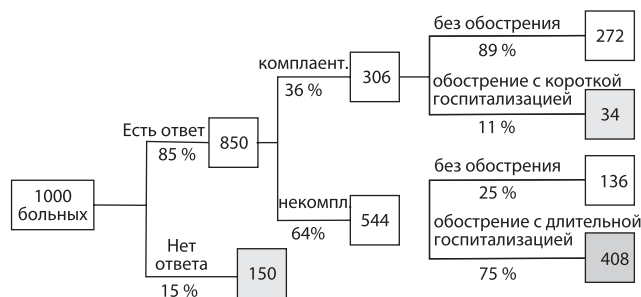 1000
больных
Есть ответ
85 %
850
Нет
ответа
15 %
150
комплаент.
36 %
306
некомпл.
64%
544
без обострения
89 %
272
обострение с короткой
госпитализацией
11 %
34
без обострения
25 %
136
обострение с длительной
госпитализацией
75 %
408